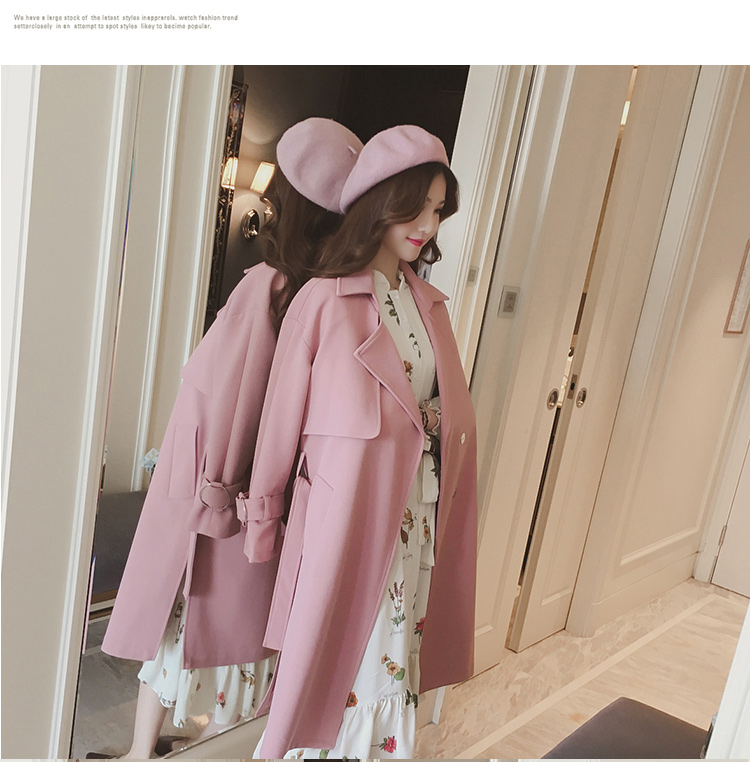 We have a large stock of the latest styles inapparels. watch fashion trend
setterclosely in an attempt to spot styles likey to become popular.